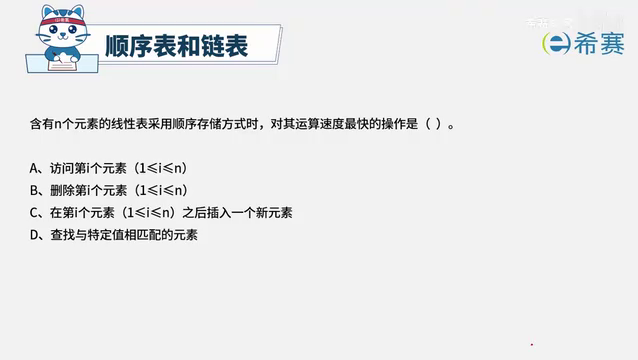 顺序表和链表
希赛
含有n个元素的线性表采用顺序存储方式时，对其运算速度最快的操作是（ ）。
A、访问第i个元素（1≤i≤n）
B、删除第i个元素（1≤i≤n）
C、在第i个元素（1≤i≤n）之后插入一个新元素
D、查找与特定值相匹配的元素